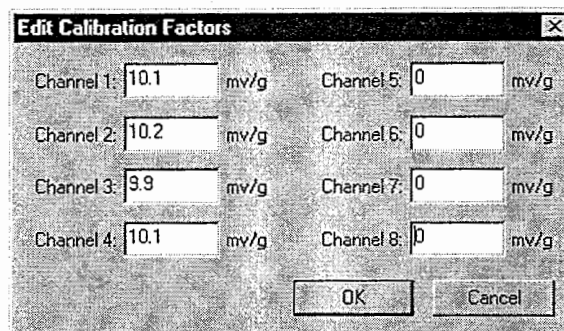 Edit Calibration Factors
Channel 1: 10.1 mv/g Channel 5: 0 mv/g
Channel 2: 10.2 mv/g Channel 6: 0 mv/g
Channel 3: 9.9 mv/g Channel 7: 0 mv/g
Channel 4: 10.1 mv/g Channel 8: 0 mv/g
OK Cancel